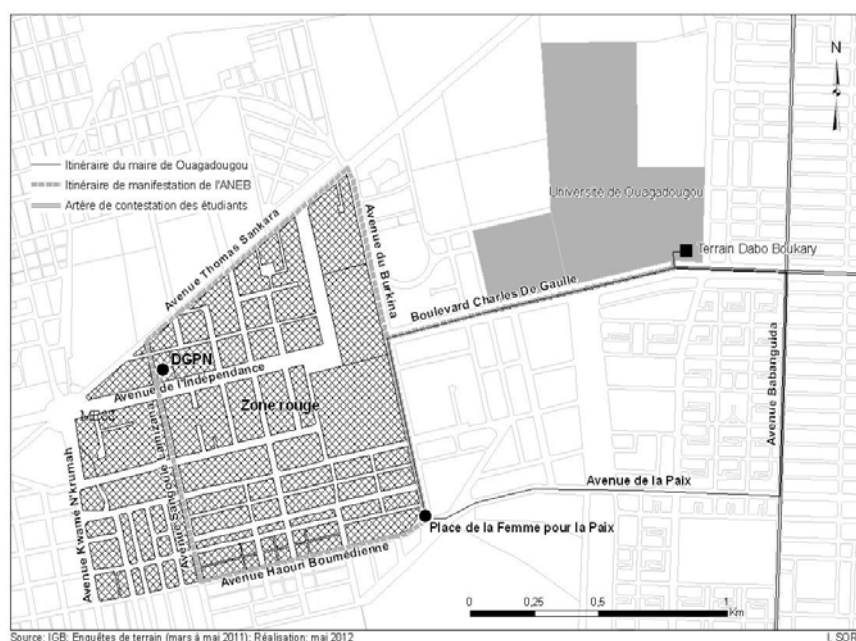 N
Itinéraire du maire de Ouagadougou
Itinéraire de manifestation de l'ANEB
Artère de contestation des étudiants
Université de Ouagadougou
Terrain Dabo Boukary
Avenue Thomas Sankara
Avenue du Burkina
Boulevard Charles De Gaulle
DGPN
Avenue de l'Indépendance
Zone rouge
Avenue Kwamé N'krumah
Avenue Sangoulé Lamizana
Avenue Babanguida
Avenue de la Paix
Place de la Femme pour la Paix
Avenue Haouri Boumédienne
0 0,25 0,5 1
Km
Source: IGB; Enquêtes de terrain (mars à mai 2011); Réalisation: mai 2012